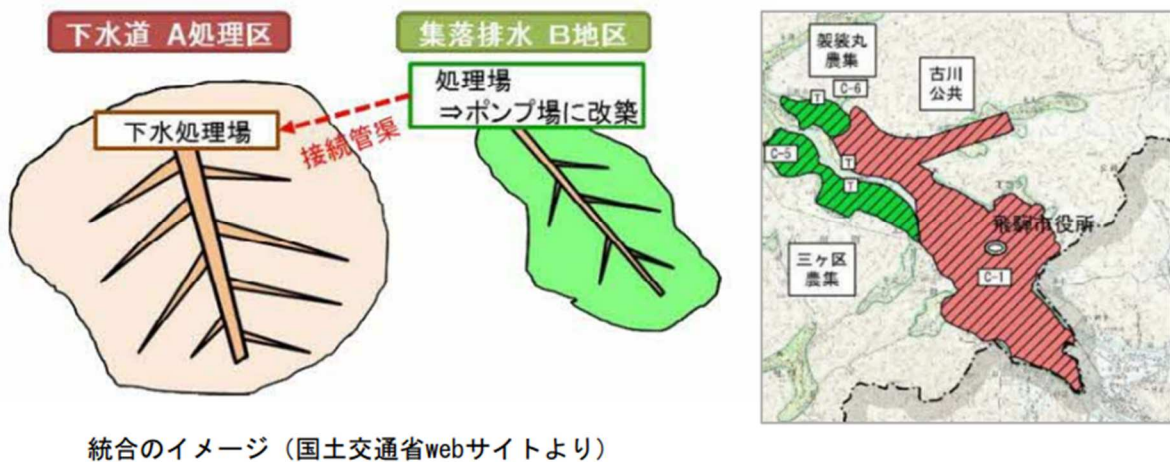 下水道 A処理区
集落排水 B地区
処理場
⇒ポンプ場に改築
下水処理場
接続管渠
統合のイメージ（国土交通省webサイトより）
袈裟丸
農集
古川
公共
T
C-6
C-5
T
T
飛騨市役所
三ヶ区
農集
C-1